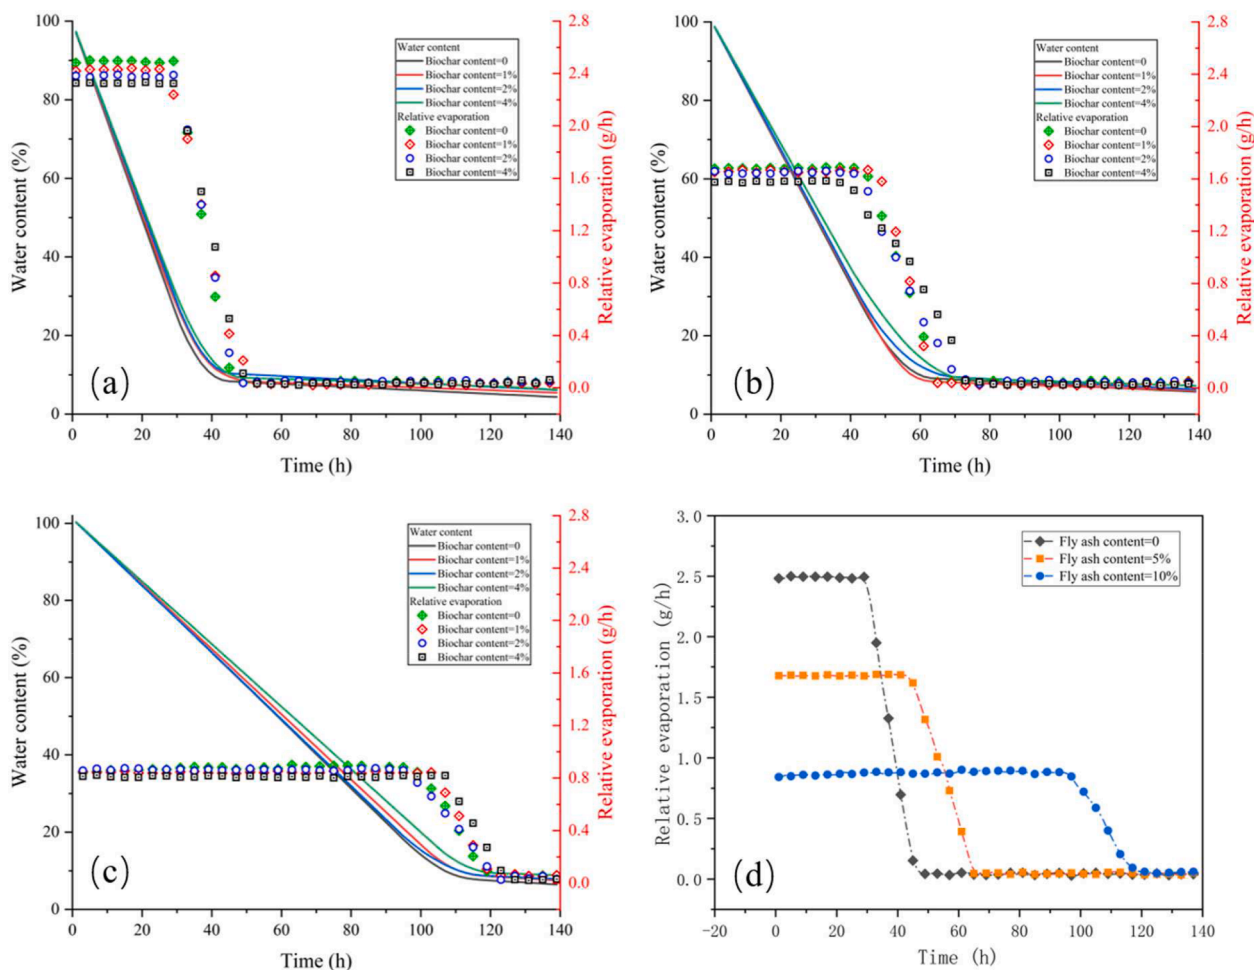 100
80
60
40
20
0
Water content (%)
0 20 40 60 80 100 120 140
Time (h)
2.8
2.4
2.0
1.6
1.2
0.8
0.4
0.0
Relative evaporation (g/h)
Water content
Biochar content=0
Biochar content=1%
Biochar content=2%
Biochar content=4%
Relative evaporation
Biochar content=0
Biochar content=1%
Biochar content=2%
Biochar content=4%
(a)
100
80
60
40
20
0
Water content (%)
0 20 40 60 80 100 120 140
Time (h)
2.8
2.4
2.0
1.6
1.2
0.8
0.4
0.0
Relative evaporation (g/h)
Water content
Biochar content=0
Biochar content=1%
Biochar content=2%
Biochar content=4%
Relative evaporation
Biochar content=0
Biochar content=1%
Biochar content=2%
Biochar content=4%
(b)
100
80
60
40
20
0
Water content (%)
0 20 40 60 80 100 120 140
Time (h)
2.8
2.4
2.0
1.6
1.2
0.8
0.4
0.0
Relative evaporation (g/h)
Water content
Biochar content=0
Biochar content=1%
Biochar content=2%
Biochar content=4%
Relative evaporation
Biochar content=0
Biochar content=1%
Biochar content=2%
Biochar content=4%
(c)
3.0
2.5
2.0
1.5
1.0
0.5
0.0
Relative evaporation (g/h)
-20 0 20 40 60 80 100 120 140
Time (h)
Fly ash content=0
Fly ash content=5%
Fly ash content=10%
(d)